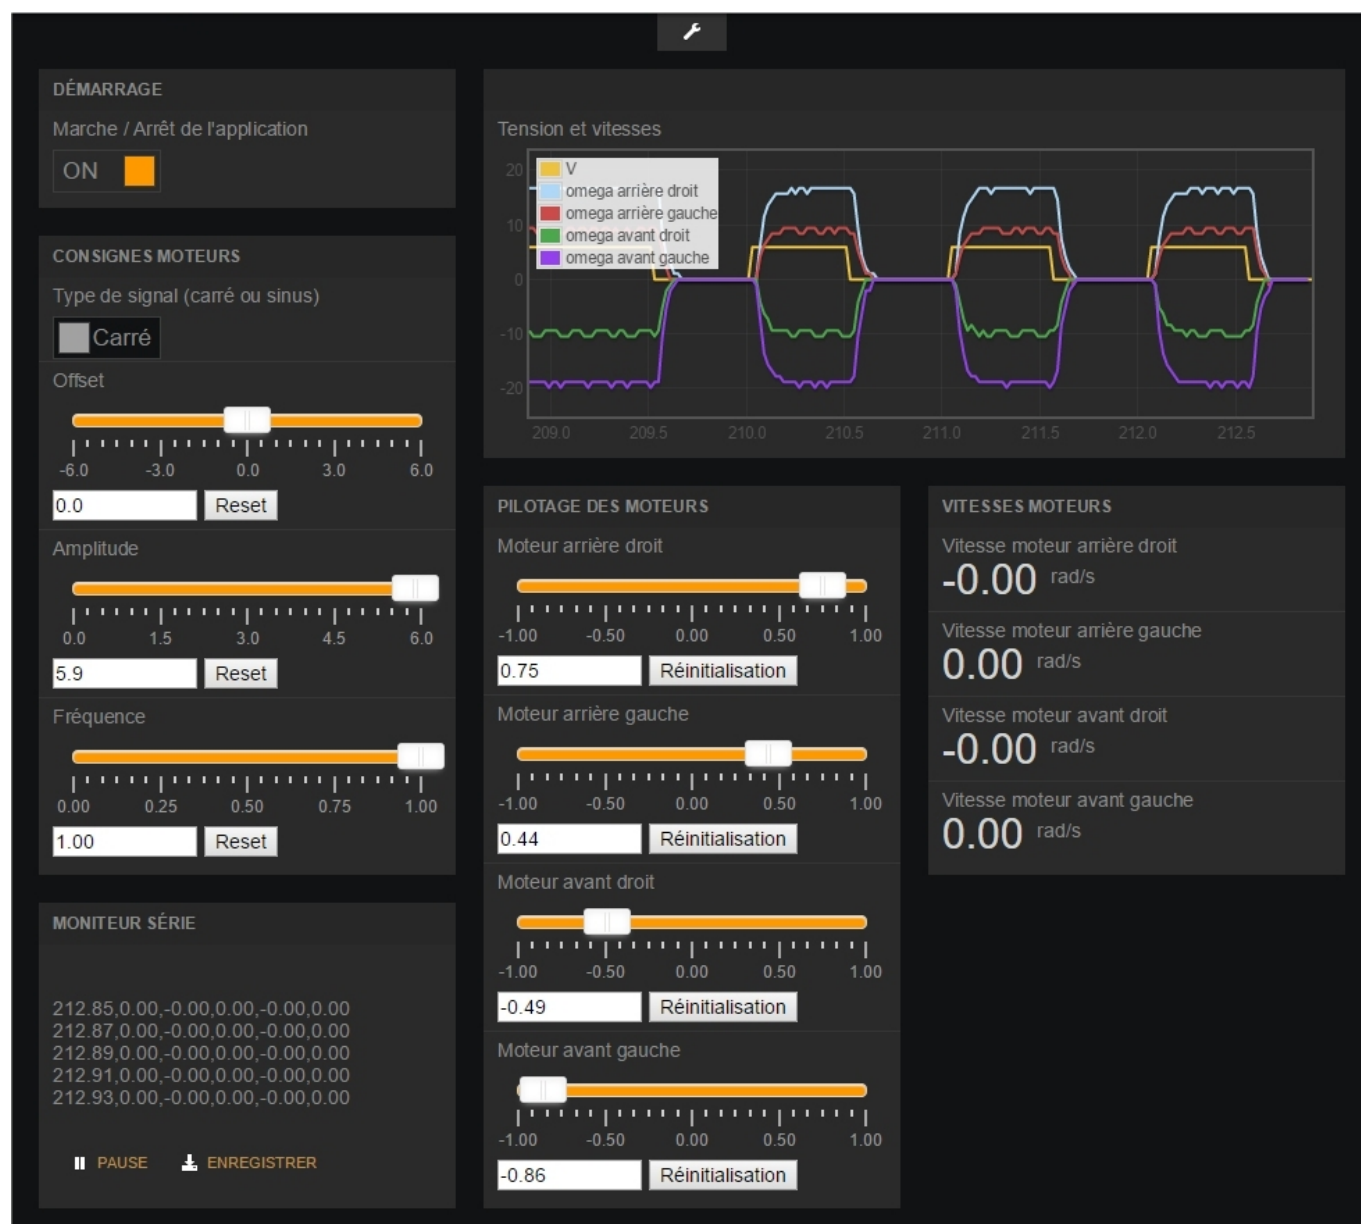 DÉMARRAGE
Marche / Arrêt de l'application
ON
CONSIGNES MOTEURS
Type de signal (carré ou sinus)
Carré
Offset
-6.0 -3.0 0.0 3.0 6.0
0.0 Reset
Amplitude
0.0 1.5 3.0 4.5 6.0
5.9 Reset
Fréquence
0.00 0.25 0.50 0.75 1.00
1.00 Reset
MONITEUR SÉRIE
212.85,0.00,-0.00,0.00,-0.00,0.00
212.87,0.00,-0.00,0.00,-0.00,0.00
212.89,0.00,-0.00,0.00,-0.00,0.00
212.91,0.00,-0.00,0.00,-0.00,0.00
212.93,0.00,-0.00,0.00,-0.00,0.00
PAUSE ENREGISTRER
Tension et vitesses
20
10
0
-10
-20
V
omega arrière droit
omega arrière gauche
omega avant droit
omega avant gauche
209.0 209.5 210.0 210.5 211.0 211.5 212.0 212.5
PILOTAGE DES MOTEURS
Moteur arrière droit
-1.00 -0.50 0.00 0.50 1.00
0.75 Réinitialisation
Moteur arrière gauche
-1.00 -0.50 0.00 0.50 1.00
0.44 Réinitialisation
Moteur avant droit
-1.00 -0.50 0.00 0.50 1.00
-0.49 Réinitialisation
Moteur avant gauche
-1.00 -0.50 0.00 0.50 1.00
-0.86 Réinitialisation
VITESSES MOTEURS
Vitesse moteur arrière droit
-0.00 rad/s
Vitesse moteur arrière gauche
0.00 rad/s
Vitesse moteur avant droit
-0.00 rad/s
Vitesse moteur avant gauche
0.00 rad/s